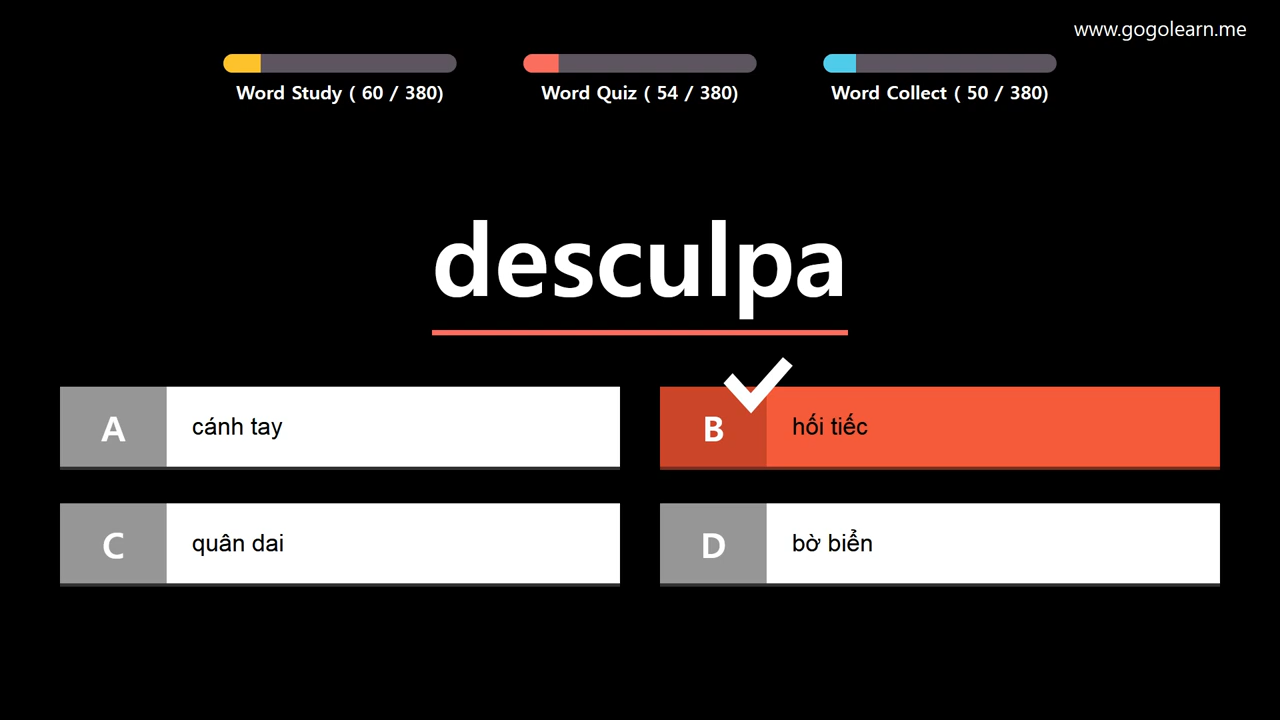 www.gogolearn.me
Word Study ( 60 / 380)
Word Quiz ( 54 / 380)
Word Collect ( 50 / 380)
desculpa
A cánh tay
B hối tiếc
C quân dai
D bờ biển